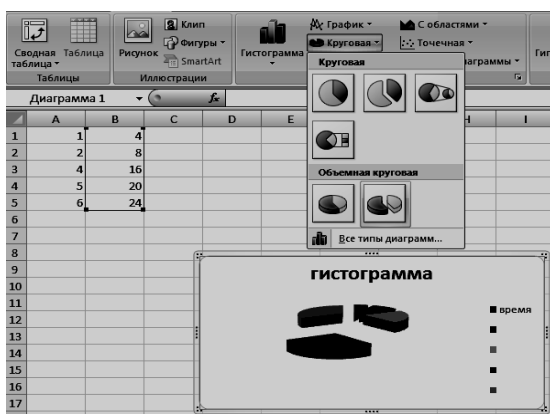 Сводная таблица
Таблица
Рисунок
Клип
Фигуры
SmartArt
Гистограмма
График
Круговая
С областями
Точечная
Таблицы
Иллюстрации
Диаграмма 1
fx
Круговая
Объемная круговая
Все типы диаграмм...
A B C D E H I
1 1 4
2 2 8
3 4 16
4 5 20
5 6 24
6
7
8
9
10
11
12
13
14
15
16
17
гистограмма
время